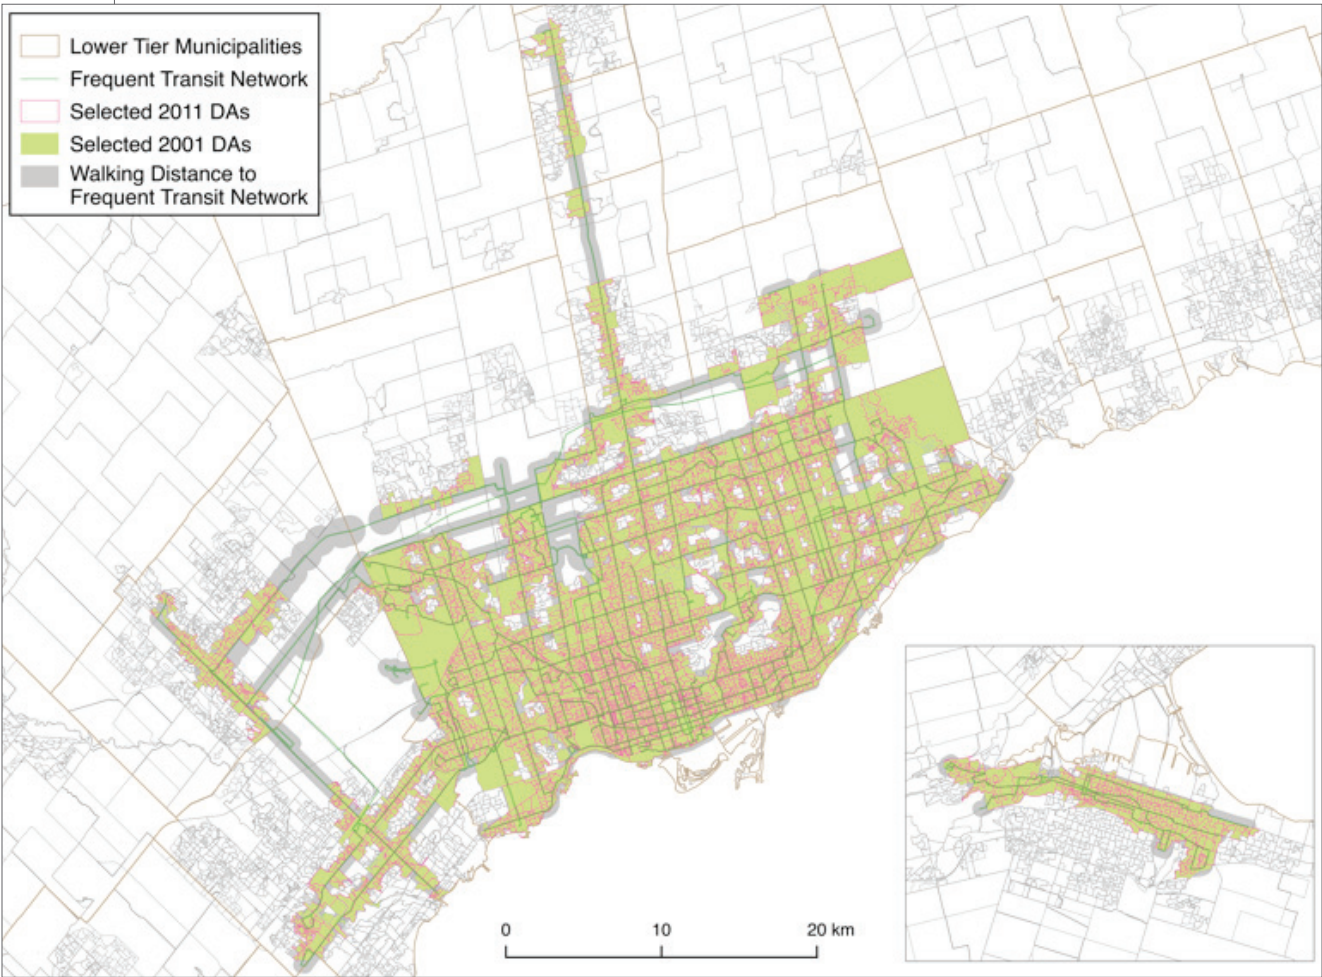 Lower Tier Municipalities
Frequent Transit Network
Selected 2011 DAs
Selected 2001 DAs
Walking Distance to
Frequent Transit Network
0 10 20 km